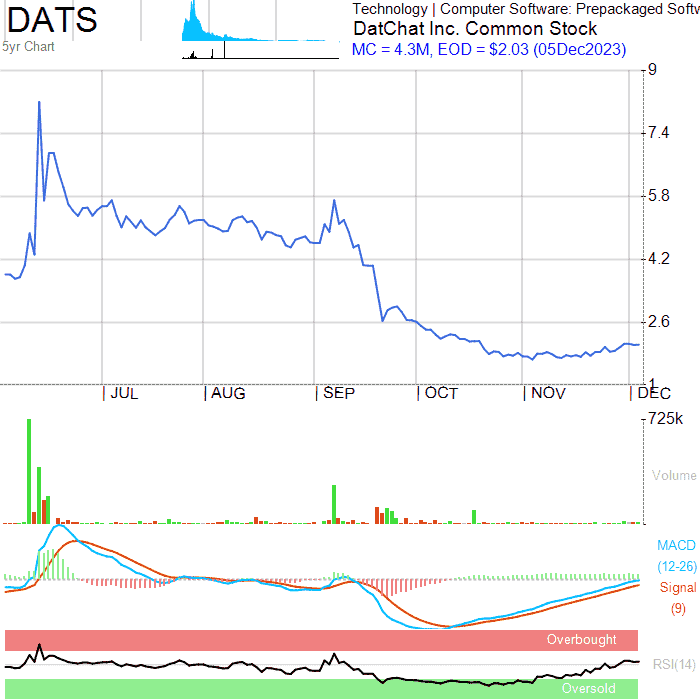 DATS
5yr Chart
Technology | Computer Software: Prepackaged Softw
DatChat Inc. Common Stock
MC = 4.3M, EOD = $2.03 (05Dec2023)
9
7.4
5.8
4.2
2.6
1
JUL
AUG
SEP
OCT
NOV
DEC
725k
Volume
MACD
(12-26)
Signal
(9)
Overbought
RSI(14)
Oversold